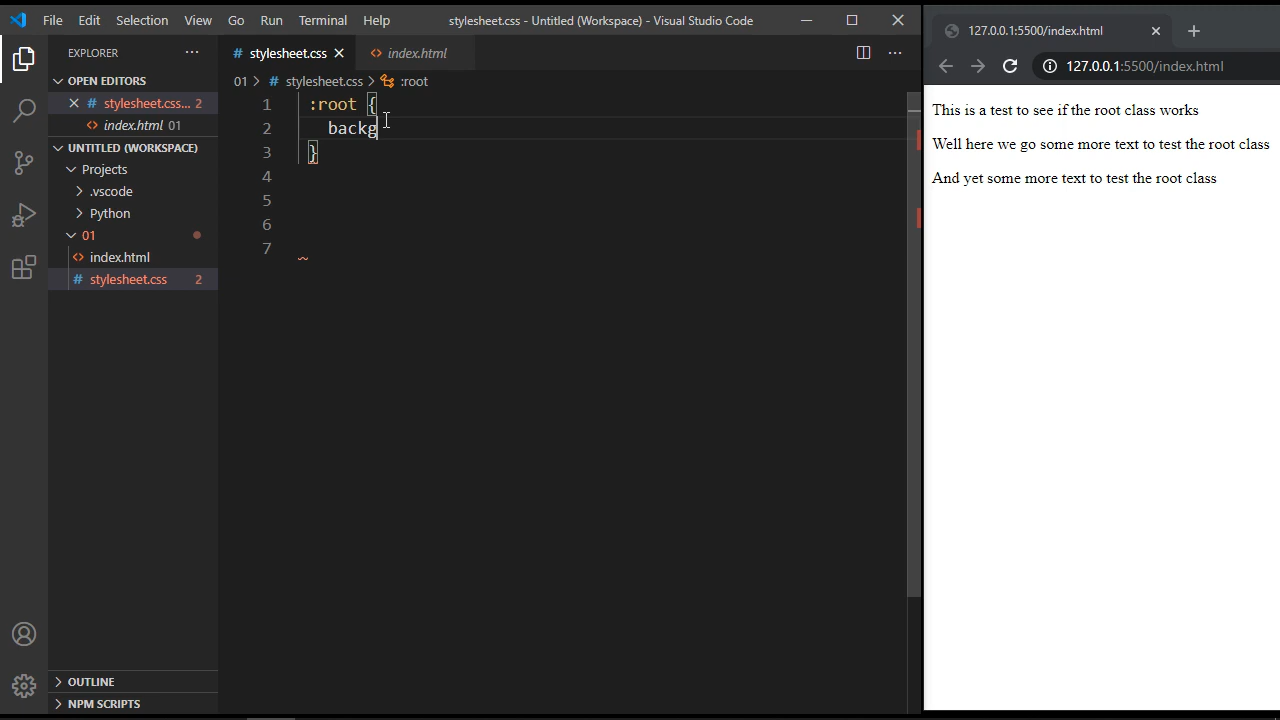 File Edit Selection View Go Run Terminal Help stylesheet.css - Untitled (Workspace) - Visual Studio Code
127.0.0.1:5500/index.html
127.0.0.1:5500/index.html
EXPLORER
OPEN EDITORS
stylesheet.css... 2
index.html 01
UNTITLED (WORKSPACE)
Projects
.vscode
Python
01
index.html
stylesheet.css 2
OUTLINE
NPM SCRIPTS
stylesheet.css index.html
01 > stylesheet.css > :root
1 :root {
2 backg
3 }
4
5
6
7
This is a test to see if the root class works
Well here we go some more text to test the root class
And yet some more text to test the root class